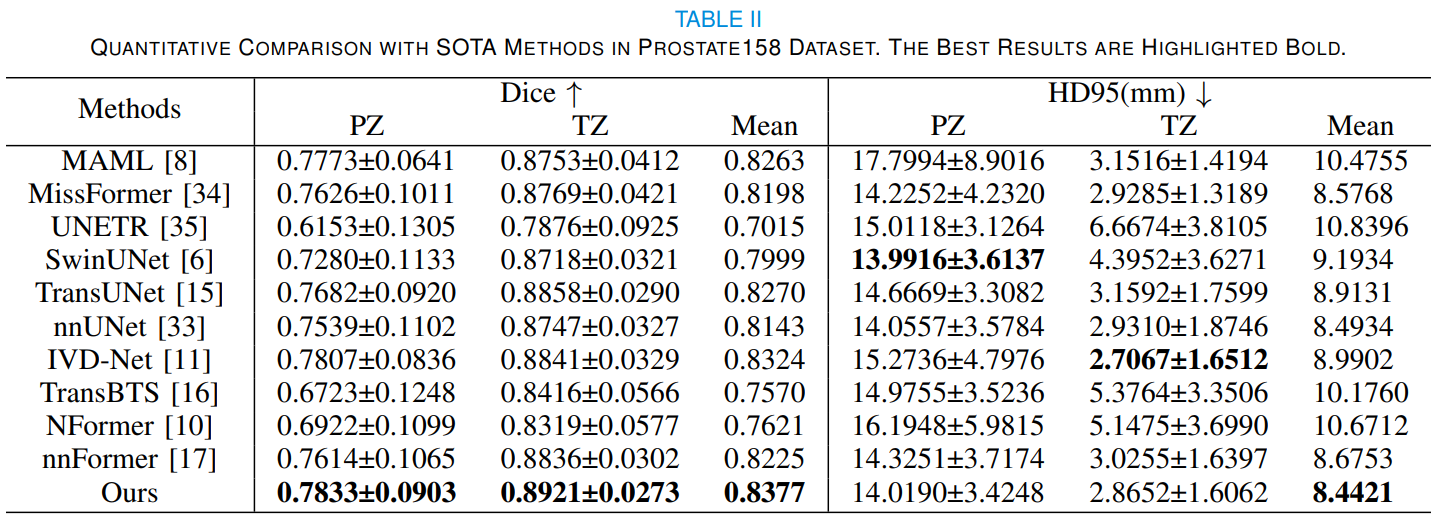 TABLE II
QUANTITATIVE COMPARISON WITH SOTA METHODS IN PROSTATE158 DATASET. THE BEST RESULTS ARE HIGHLIGHTED BOLD.
Methods Dice ↑ HD95(mm) ↓
PZ TZ Mean PZ TZ Mean
MAML [8] 0.7773±0.0641 0.8753±0.0412 0.8263 17.7994±8.9016 3.1516±1.4194 10.4755
MissFormer [34] 0.7626±0.1011 0.8769±0.0421 0.8198 14.2252±4.2320 2.9285±1.3189 8.5768
UNETR [35] 0.6153±0.1305 0.7876±0.0925 0.7015 15.0118±3.1264 6.6674±3.8105 10.8396
SwinUNet [6] 0.7280±0.1133 0.8718±0.0321 0.7999 13.9916±3.6137 4.3952±3.6271 9.1934
TransUNet [15] 0.7682±0.0920 0.8858±0.0290 0.8270 14.6669±3.3082 3.1592±1.7599 8.9131
nnUNet [33] 0.7539±0.1102 0.8747±0.0327 0.8143 14.0557±3.5784 2.9310±1.8746 8.4934
IVD-Net [11] 0.7807±0.0836 0.8841±0.0329 0.8324 15.2736±4.7976 2.7067±1.6512 8.9902
TransBTS [16] 0.6723±0.1248 0.8416±0.0566 0.7570 14.9755±3.5236 5.3764±3.3506 10.1760
NFormer [10] 0.6922±0.1099 0.8319±0.0577 0.7621 16.1948±5.9815 5.1475±3.6990 10.6712
nnFormer [17] 0.7614±0.1065 0.8836±0.0302 0.8225 14.3251±3.7174 3.0255±1.6397 8.6753
Ours 0.7833±0.0903 0.8921±0.0273 0.8377 14.0190±3.4248 2.8652±1.6062 8.4421